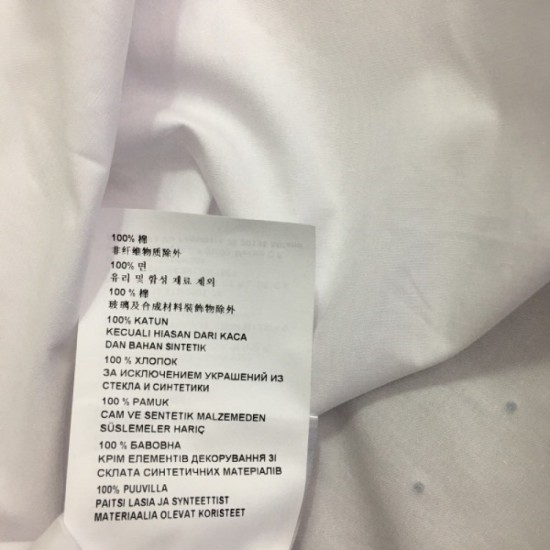 100% 棉
非纤维物质除外
100% 면
유리 및 합성 재료 제외
100 % 棉
玻璃及合成材料裝飾物除外
100% KATUN
KECUALI HIASAN DARI KACA
DAN BAHAN SINTETIK
100 % ХЛОПОК
ЗА ИСКЛЮЧЕНИЕМ УКРАШЕНИЙ ИЗ
СТЕКЛА И СИНТЕТИКИ
100% PAMUK
CAM VE SENTETIK MALZEMEDEN
SÜSLEMELER HARIÇ
100 % БАВОВНА
КРІМ ЕЛЕМЕНТІВ ДЕКОРУВАННЯ ЗІ
СКЛАТА СИНТЕТИЧНИХ МАТЕРІАЛІВ
100% PUUVILLA
PAITSI LASIA JA SYNTEETTIST
MATERIAALIA OLEVAT KORISTEET